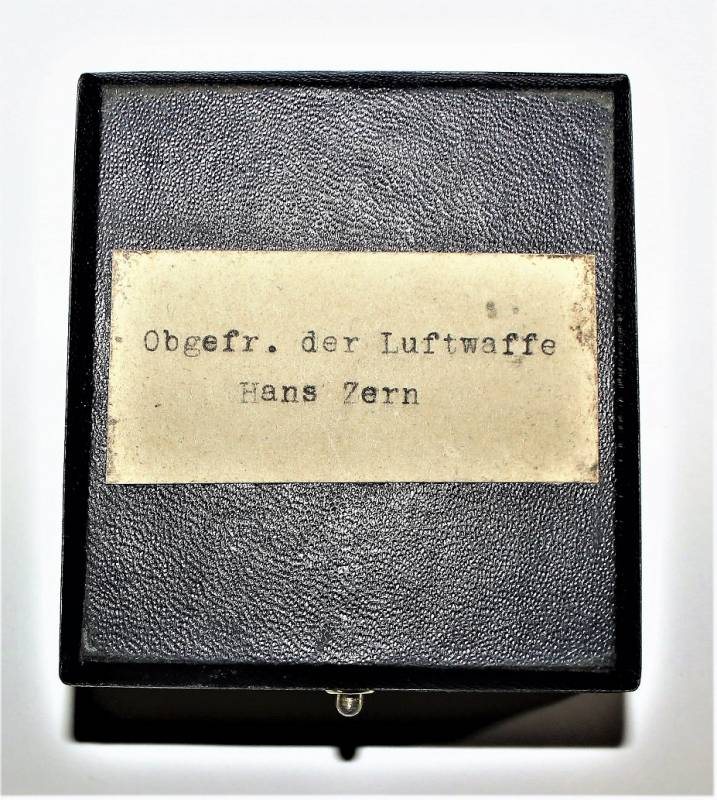 Obgefr. der Luftwaffe
Hans Zern